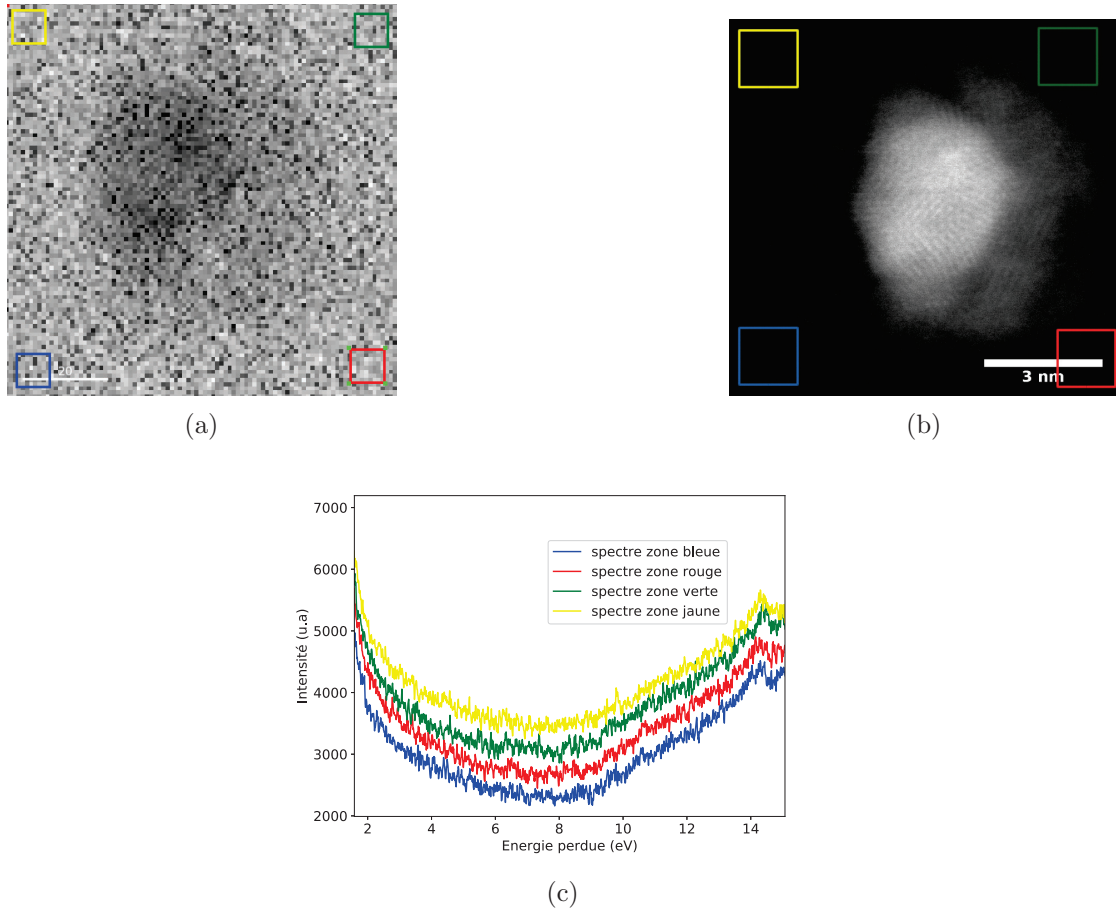 20
3 nm
(a)
(b)
7000
6000
5000
4000
3000
2000
Intensité (u.a)
spectre zone bleue
spectre zone rouge
spectre zone verte
spectre zone jaune
2 4 6 8 10 12 14
Energie perdue (eV)
(c)